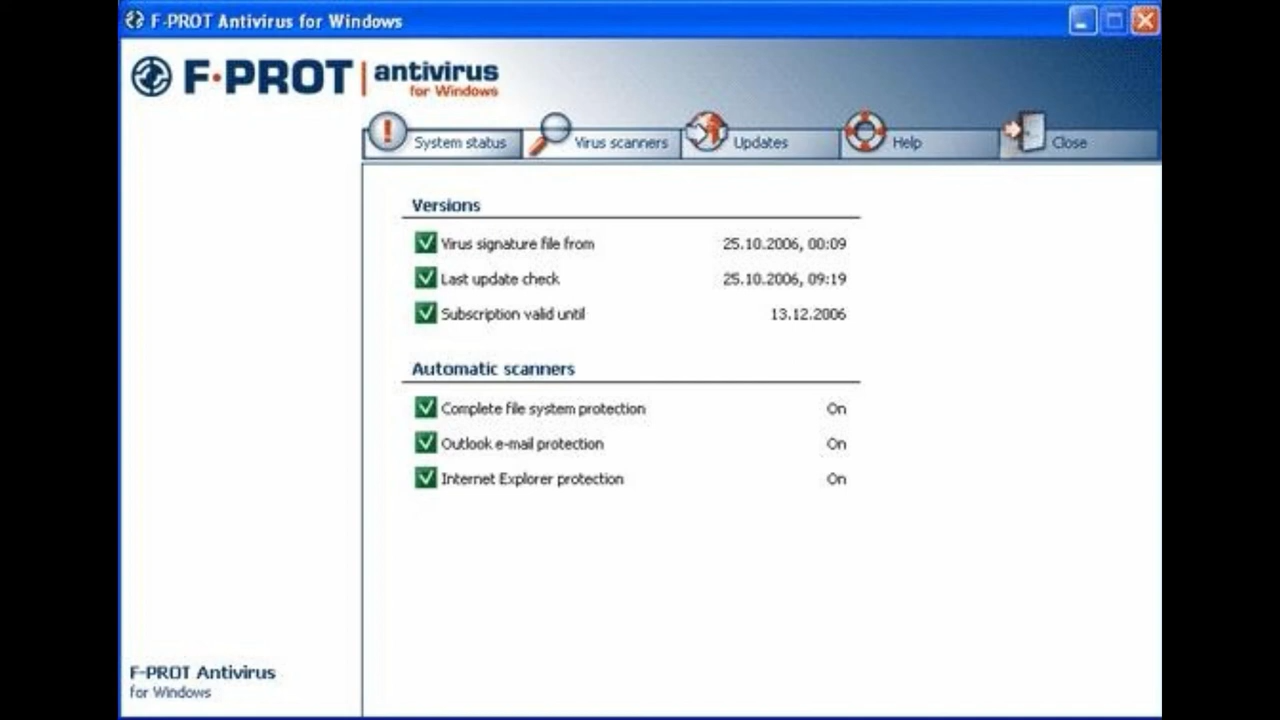 F-PROT Antivirus for Windows
F·PROT antivirus
for Windows
System status Virus scanners Updates Help Close
Versions
Virus signature file from 25.10.2006, 00:09
Last update check 25.10.2006, 09:19
Subscription valid until 13.12.2006
Automatic scanners
Complete file system protection On
Outlook e-mail protection On
Internet Explorer protection On
F-PROT Antivirus
for Windows